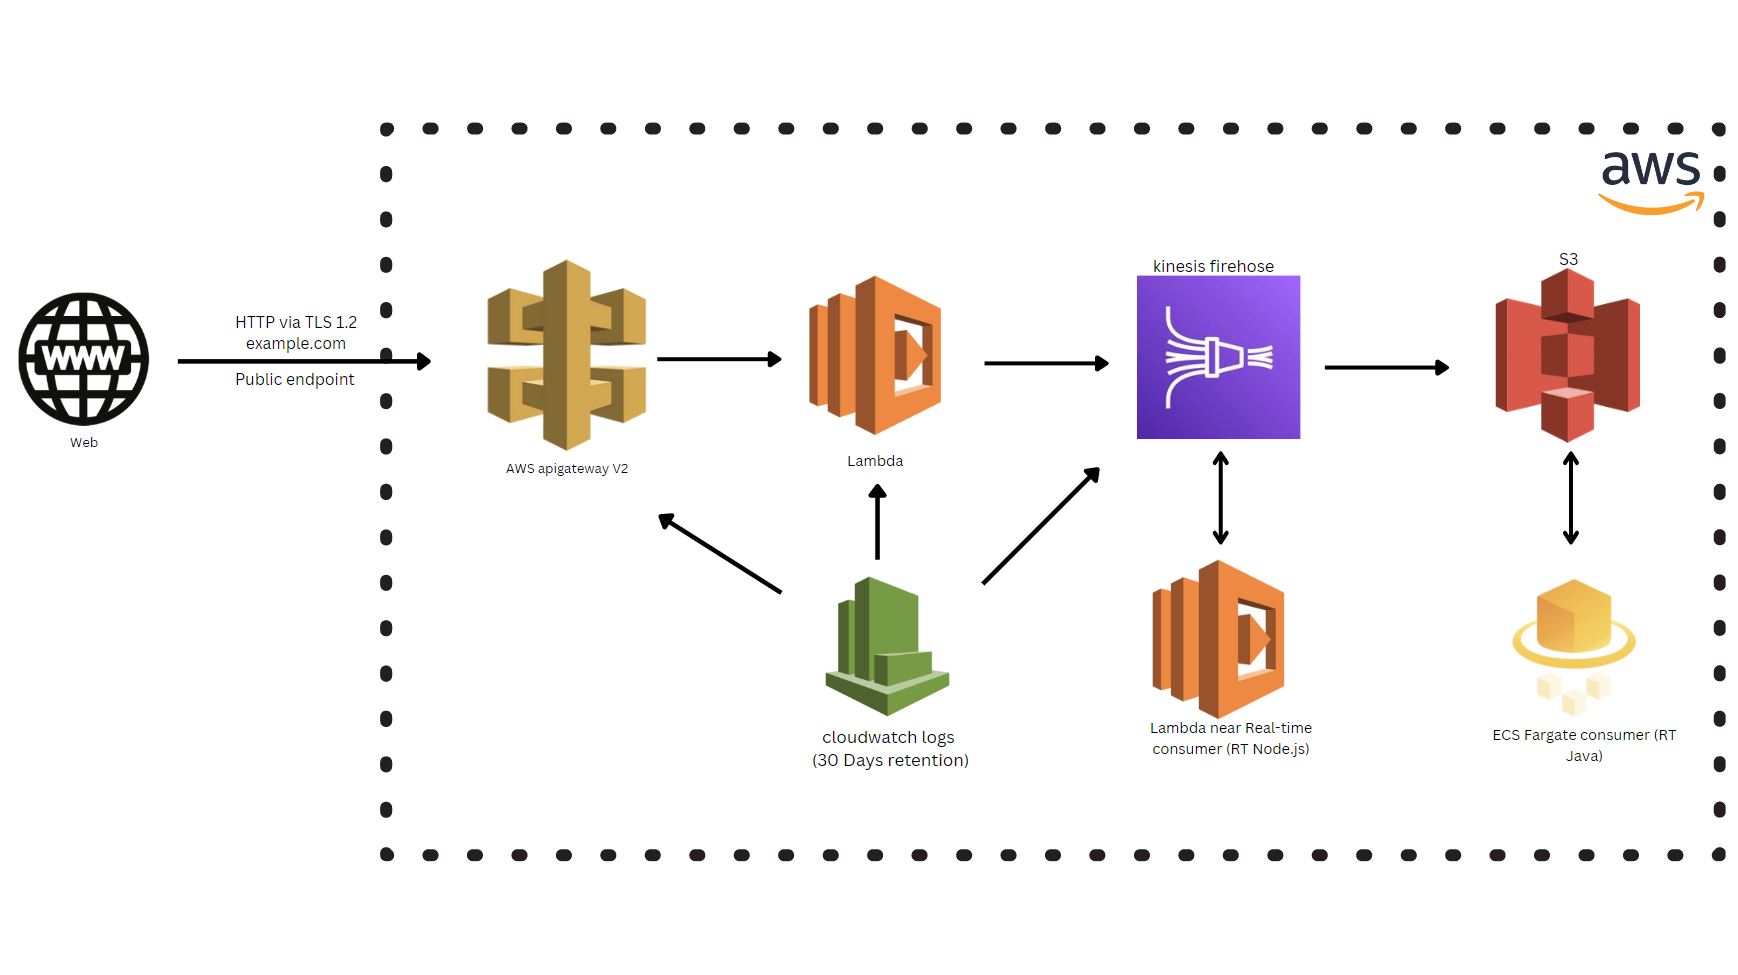 aws
WWW
Web
HTTP via TLS 1.2
example.com
Public endpoint
AWS apigateway V2
Lambda
kinesis firehose
S3
cloudwatch logs
(30 Days retention)
Lambda near Real-time
consumer (RT Node.js)
ECS Fargate consumer (RT
Java)